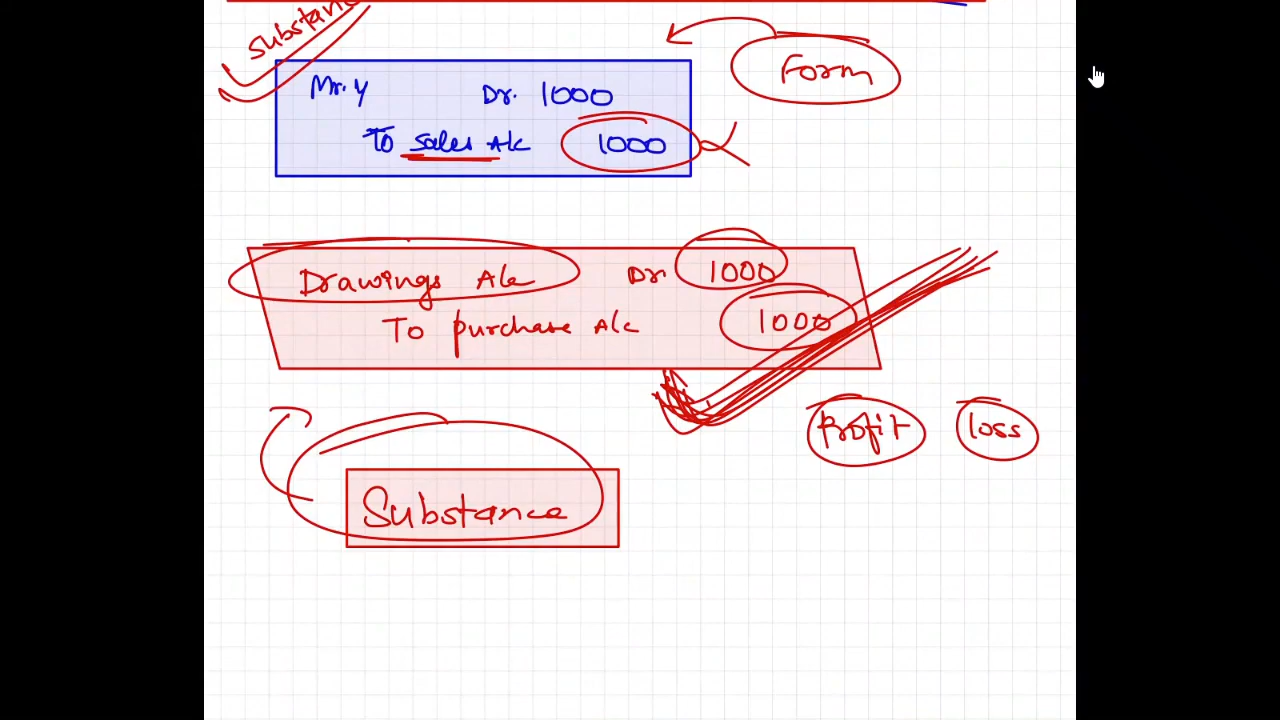 substance
Form
Mr. Y Dr. 1000
To sales A/c 1000
Drawings A/c Dr. 1000
To purchase A/c 1000
Profit loss
Substance